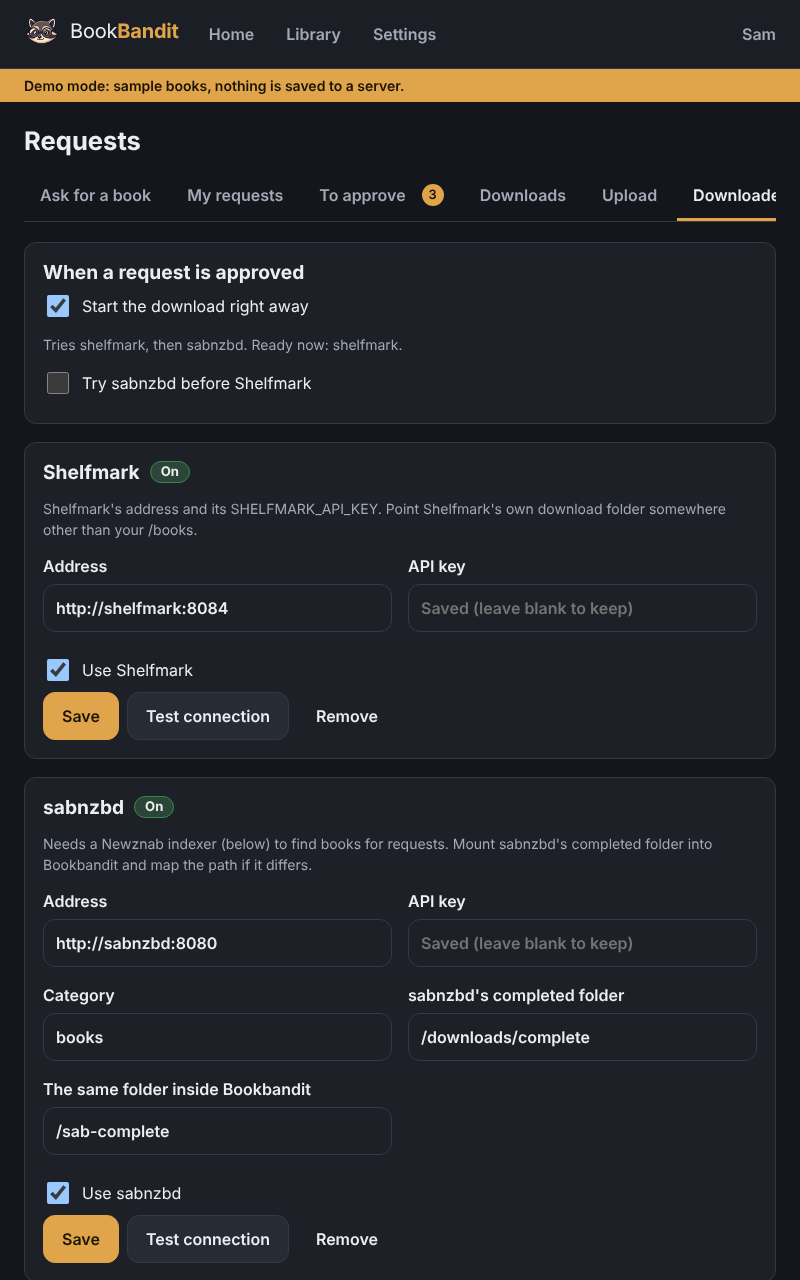 BookBandit
Home
Library
Settings
Sam
Demo mode: sample books, nothing is saved to a server.
Requests
Ask for a book
My requests
To approve 3
Downloads
Upload
Downloade
When a request is approved
Start the download right away
Tries shelfmark, then sabnzbd. Ready now: shelfmark.
Try sabnzbd before Shelfmark
Shelfmark On
Shelfmark's address and its SHELFMARK_API_KEY. Point Shelfmark's own download folder somewhere
other than your /books.
Address
API key
http://shelfmark:8084
Saved (leave blank to keep)
Use Shelfmark
Save
Test connection
Remove
sabnzbd On
Needs a Newznab indexer (below) to find books for requests. Mount sabnzbd's completed folder into
Bookbandit and map the path if it differs.
Address
API key
http://sabnzbd:8080
Saved (leave blank to keep)
Category
sabnzbd's completed folder
books
/downloads/complete
The same folder inside Bookbandit
/sab-complete
Use sabnzbd
Save
Test connection
Remove